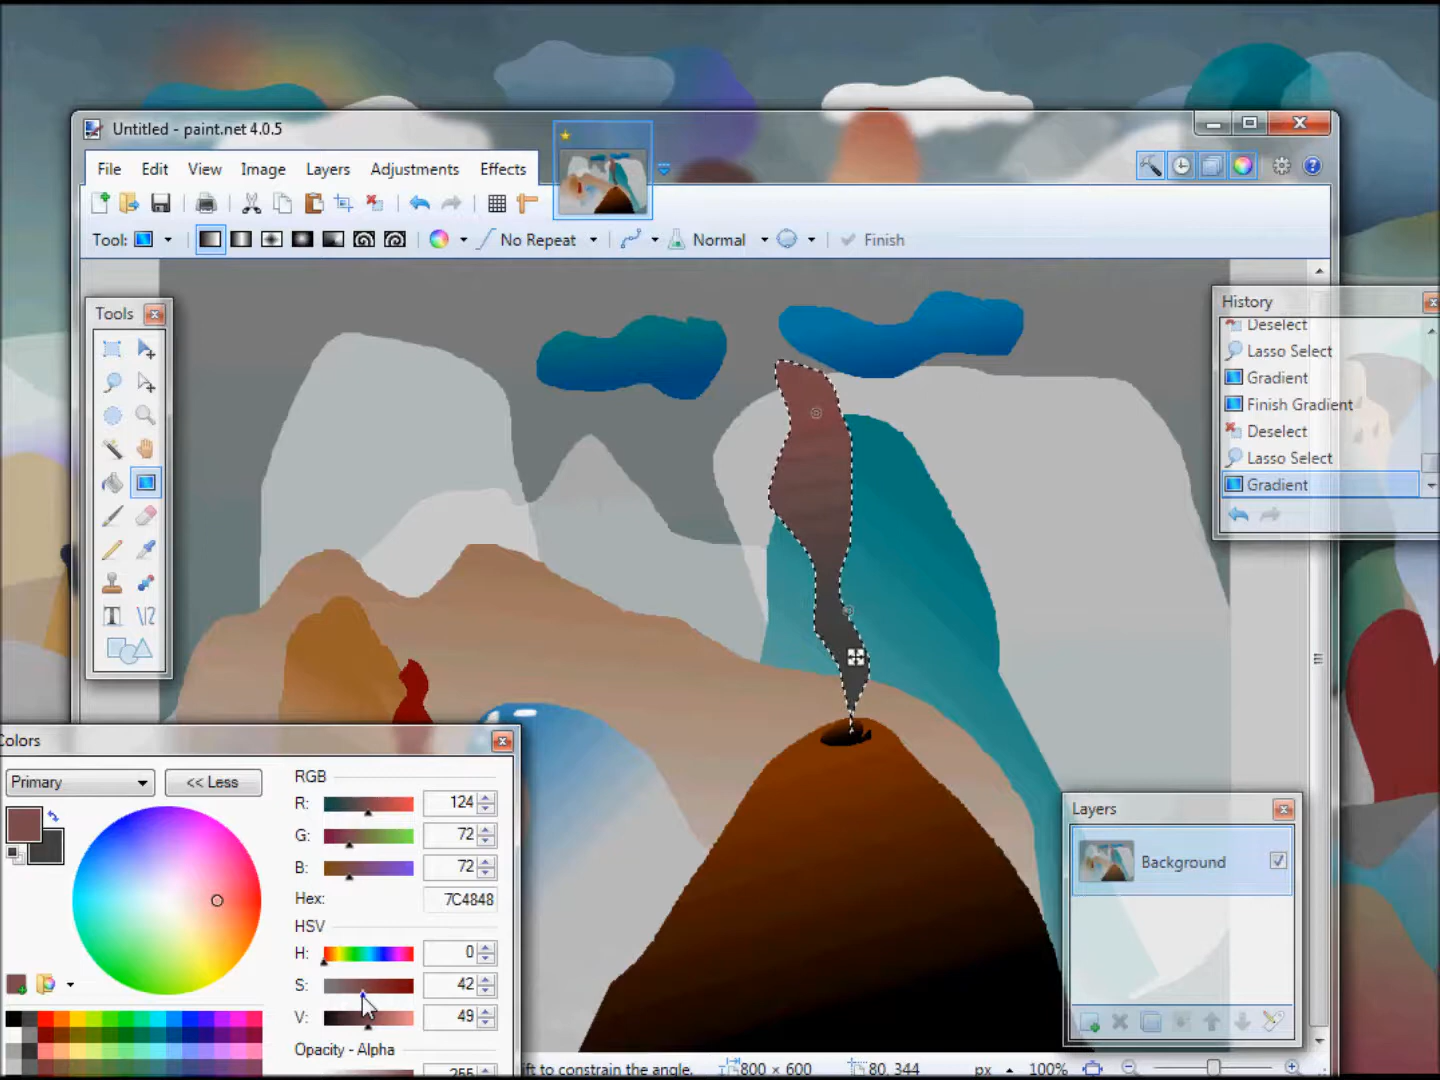 Untitled - paint.net 4.0.5
File Edit View Image Layers Adjustments Effects
Tool: No Repeat Normal Finish
Tools
History
Deselect
Lasso Select
Gradient
Finish Gradient
Deselect
Lasso Select
Gradient
Colors
Primary << Less
RGB
R: 124
G: 72
B: 72
Hex: 7C4848
HSV
H: 0
S: 42
V: 49
Opacity - Alpha
255
Layers
Background
ift to constrain the angle. 800 × 600 80, 344 px 100%